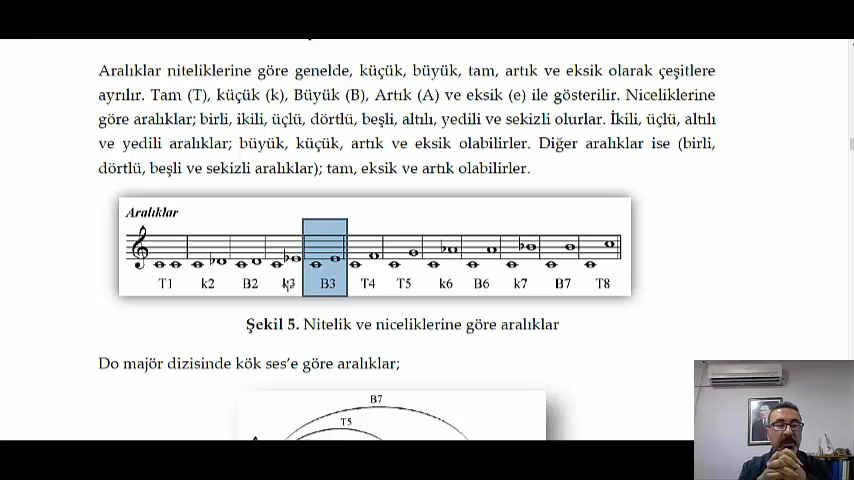 Aralıklar niteliklerine göre genelde, küçük, büyük, tam, artık ve eksik olarak çeşitlere
ayrılır. Tam (T), küçük (k), Büyük (B), Artık (A) ve eksik (e) ile gösterilir. Niceliklerine
göre aralıklar; birli, ikili, üçlü, dörtlü, beşli, altılı, yedili ve sekizli olurlar. İkili, üçlü, altılı
ve yedili aralıklar; büyük, küçük, artık ve eksik olabilirler. Diğer aralıklar ise (birli,
dörtlü, beşli ve sekizli aralıklar); tam, eksik ve artık olabilirler.
Aralıklar
T1 k2 B2 k3 B3 T4 T5 k6 B6 k7 B7 T8
Şekil 5. Nitelik ve niceliklerine göre aralıklar
Do majör dizisinde kök ses'e göre aralıklar;
B7
T5